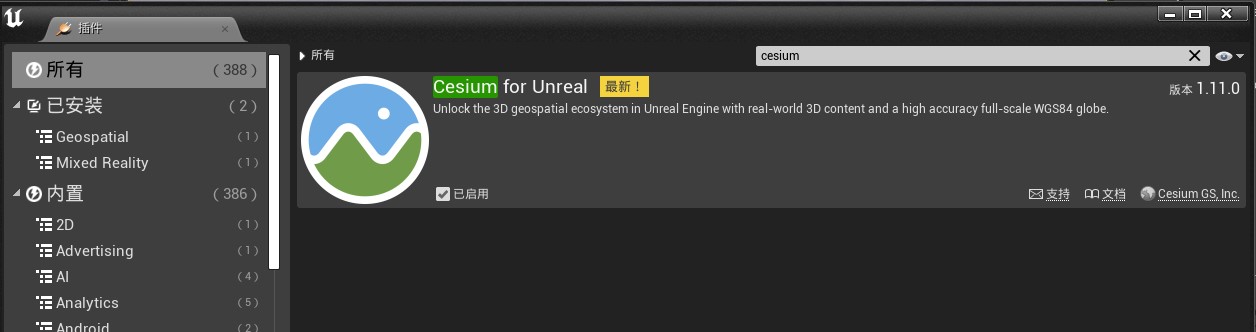 插件
所有 (388)
已安装 (2)
Geospatial (1)
Mixed Reality (1)
内置 (386)
2D (1)
Advertising (1)
AI (4)
Analytics (5)
Android (2)
所有
cesium
Cesium for Unreal 最新！
版本 1.11.0
Unlock the 3D geospatial ecosystem in Unreal Engine with real-world 3D content and a high accuracy full-scale WGS84 globe.
已启用
支持 文档 Cesium GS, Inc.